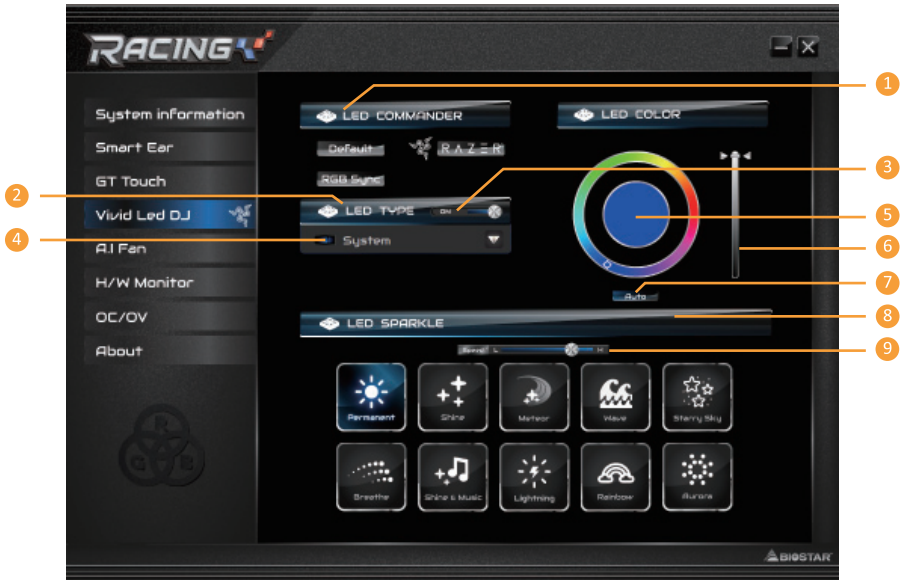 RACING
1
System information
LED COMMANDER
LED COLOR
Smart Ear
Default
RAZER
3
GT Touch
RGB Sync
2
Vivid Led DJ
LED TYPE
ON
5
4
A.I Fan
System
6
H/W Monitor
7
Auto
OC/OV
LED SPARKLE
8
About
Speed
L
H
9
Permanent
Shine
Meteor
Wave
Starry Sky
R
G
B
Breathe
Shine & Music
Lightning
Rainbow
Aurora
BIOSTAR